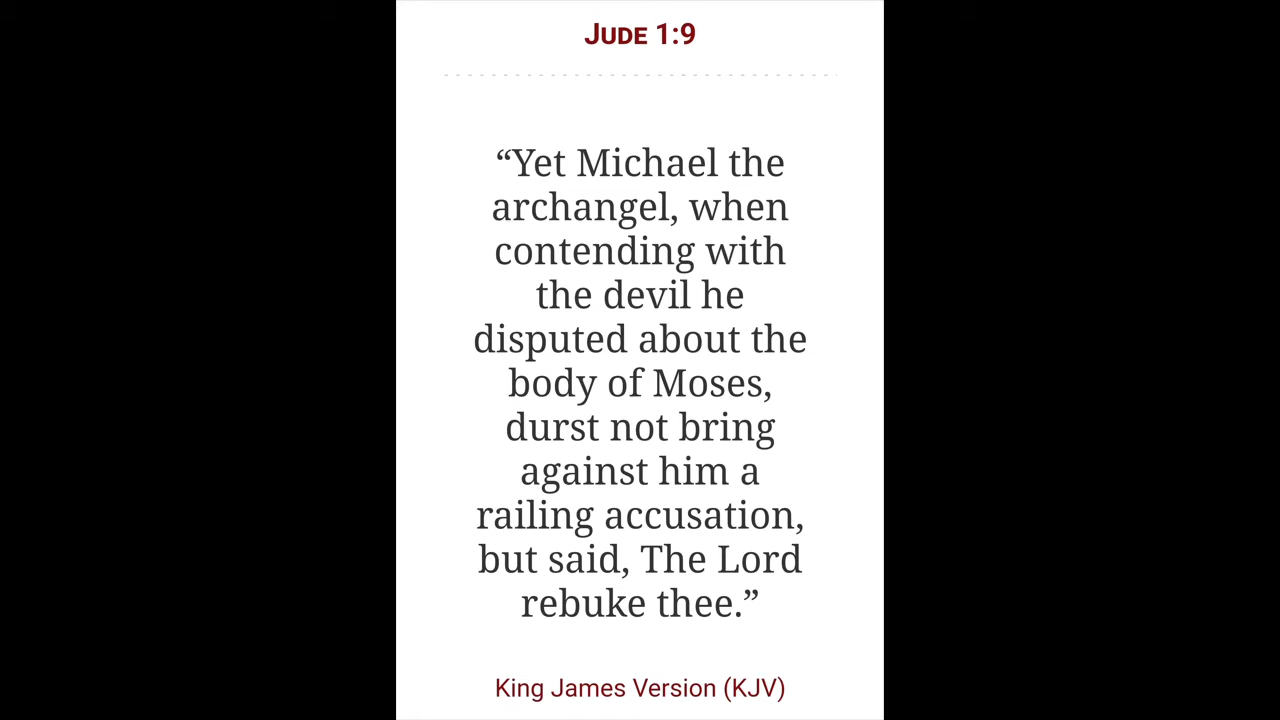 Jude 1:9
“Yet Michael the
archangel, when
contending with
the devil he
disputed about the
body of Moses,
durst not bring
against him a
railing accusation,
but said, The Lord
rebuke thee.”
King James Version (KJV)